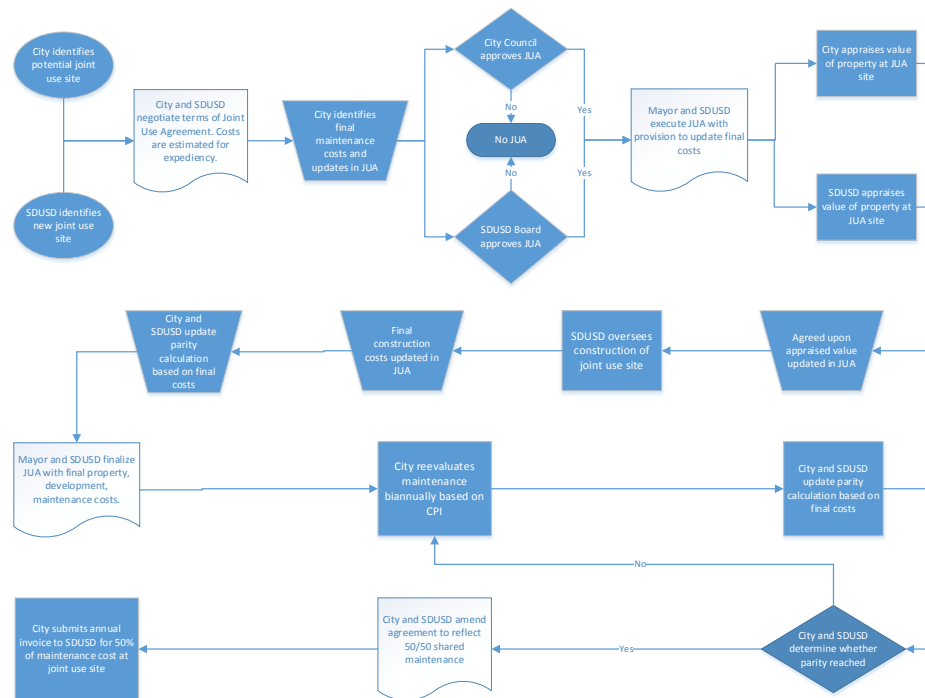 City identifies
potential joint
use site
SDUSD identifies
new joint use
site
City and SDUSD
negotiate terms of
Joint Use Agreement. Costs
are estimated for
expediency.
City identifies
final
maintenance
costs and
updates in JUA
City Council
approves JUA
No
Yes
No JUA
No
Yes
SDUSD Board
approves JUA
Mayor and SDUSD
execute JUA with
provision to update final
costs
City appraises value
of property at JUA
site
SDUSD appraises
value of property at
JUA site
Agreed upon
appraised value
updated in JUA
SDUSD oversees
construction of
joint use site
Final
construction
costs updated in
JUA
City and
SDUSD update
parity
calculation
based on final
costs
Mayor and SDUSD finalize
JUA with final property,
development,
maintenance costs.
City reevaluates
maintenance
biannually based on
CPI
City and SDUSD
update parity
calculation based on
final costs
City and SDUSD
determine whether
parity reached
No
Yes
City and SDUSD amend
agreement to reflect
50/50 shared
maintenance
City submits annual
invoice to SDUSD for 50%
of maintenance cost at
joint use site